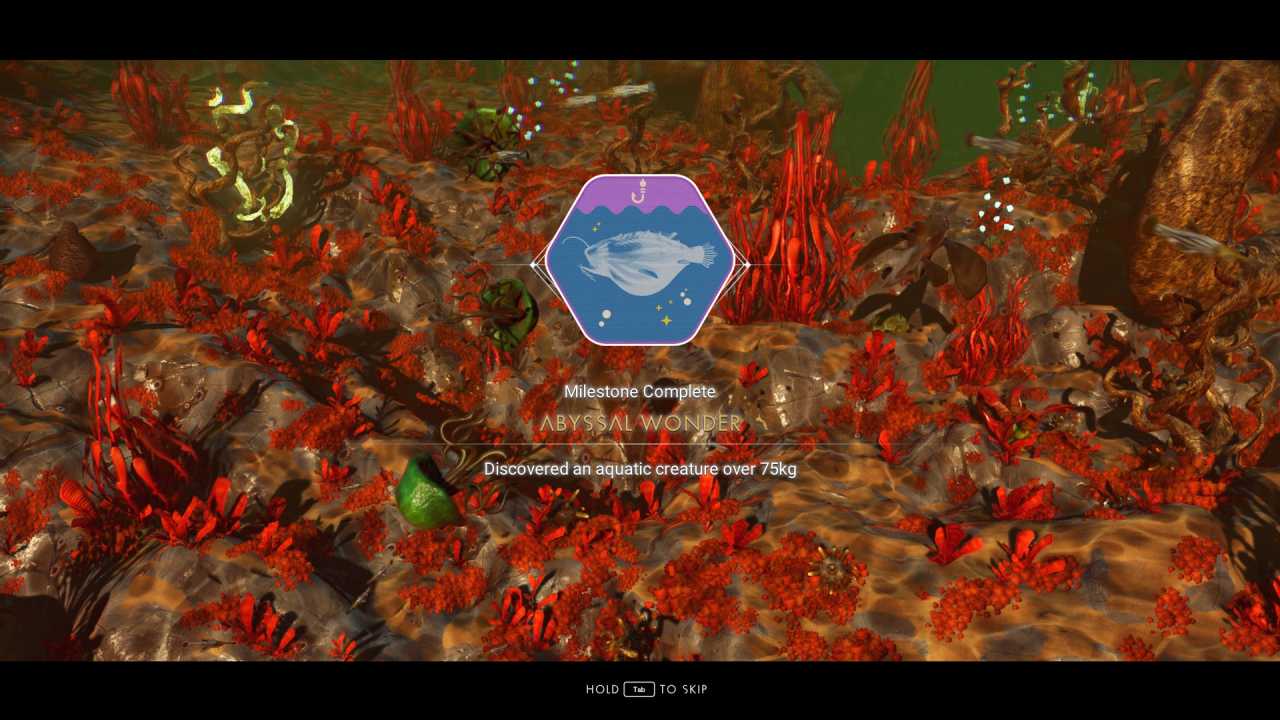 Milestone Complete
ABYSSAL WONDER
Discovered an aquatic creature over 75kg
HOLD Tab TO SKIP